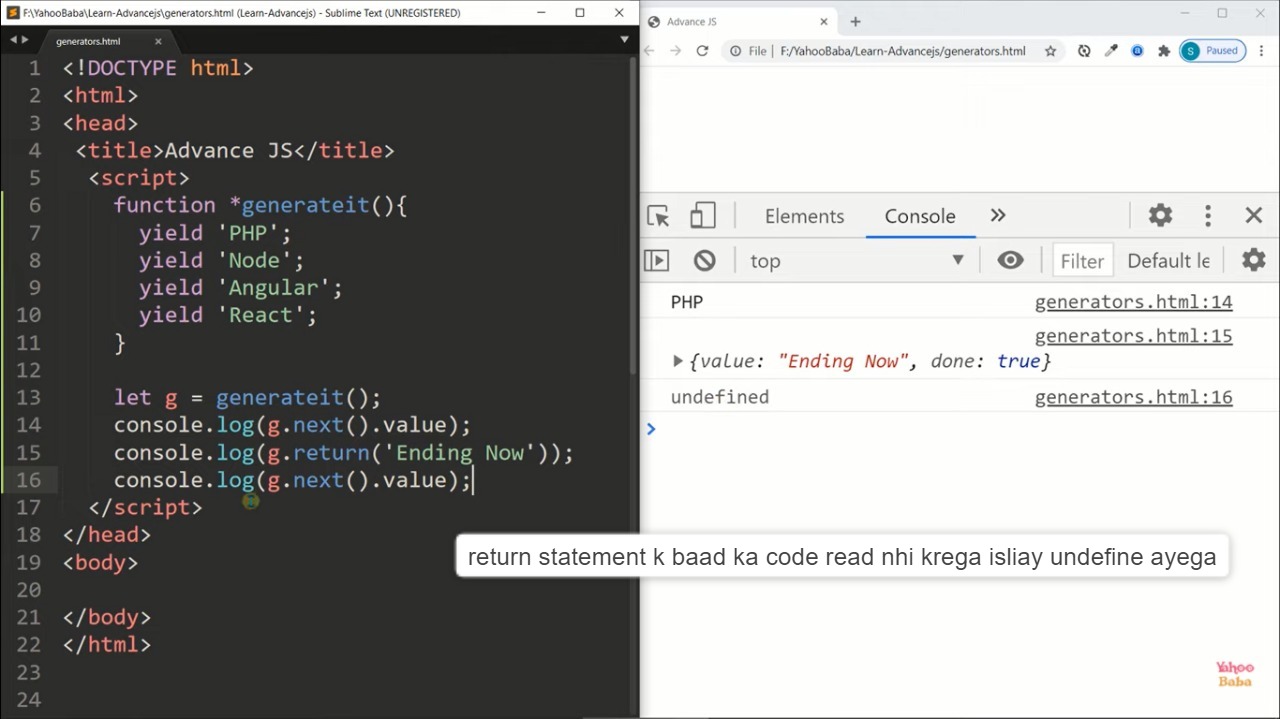 F:\YahooBaba\Learn-Advancejs\generators.html (Learn-Advancejs) - Sublime Text (UNREGISTERED)
generators.html
1 <!DOCTYPE html>
2 <html>
3 <head>
4 <title>Advance JS</title>
5 <script>
6 function *generateit(){
7 yield 'PHP';
8 yield 'Node';
9 yield 'Angular';
10 yield 'React';
11 }
12
13 let g = generateit();
14 console.log(g.next().value);
15 console.log(g.return('Ending Now'));
16 console.log(g.next().value);
17 </script>
18 </head>
19 <body>
20
21 </body>
22 </html>
23
24
Advance JS
File | F:/YahooBaba/Learn-Advancejs/generators.html
S Paused
Elements Console
top Filter Default le
PHP generators.html:14
generators.html:15
{value: "Ending Now", done: true}
undefined generators.html:16
return statement k baad ka code read nhi krega isliay undefine ayega
Yahoo
Baba